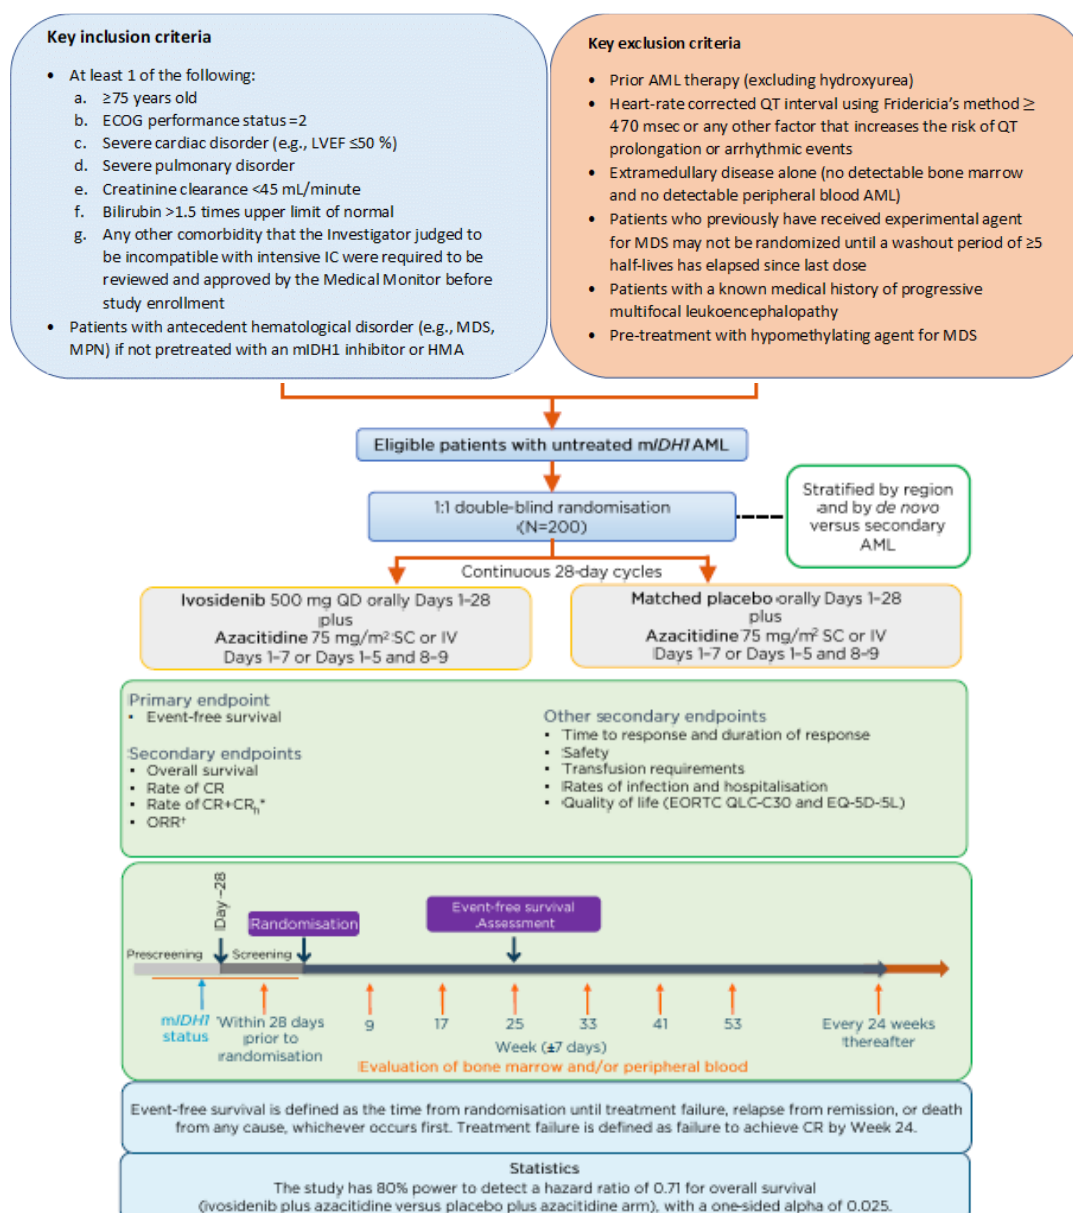 Key inclusion criteria
• At least 1 of the following:
a. ≥75 years old
b. ECOG performance status =2
c. Severe cardiac disorder (e.g., LVEF ≤50 %)
d. Severe pulmonary disorder
e. Creatinine clearance <45 mL/minute
f. Bilirubin >1.5 times upper limit of normal
g. Any other comorbidity that the Investigator judged to
be incompatible with intensive IC were required to be
reviewed and approved by the Medical Monitor before
study enrollment
• Patients with antecedent hematological disorder (e.g., MDS,
MPN) if not pretreated with an mIDH1 inhibitor or HMA
Key exclusion criteria
• Prior AML therapy (excluding hydroxyurea)
• Heart-rate corrected QT interval using Fridericia's method ≥
470 msec or any other factor that increases the risk of QT
prolongation or arrhythmic events
• Extramedullary disease alone (no detectable bone marrow
and no detectable peripheral blood AML)
• Patients who previously have received experimental agent
for MDS may not be randomized until a washout period of ≥5
half-lives has elapsed since last dose
• Patients with a known medical history of progressive
multifocal leukoencephalopathy
• Pre-treatment with hypomethylating agent for MDS
Eligible patients with untreated mIDH1 AML
1:1 double-blind randomisation
(N=200)
Stratified by region
and by de novo
versus secondary
AML
Continuous 28-day cycles
Ivosidenib 500 mg QD orally Days 1–28
plus
Azacitidine 75 mg/m² SC or IV
Days 1–7 or Days 1–5 and 8–9
Matched placebo orally Days 1–28
plus
Azacitidine 75 mg/m² SC or IV
Days 1–7 or Days 1–5 and 8–9
Primary endpoint
• Event-free survival
Secondary endpoints
• Overall survival
• Rate of CR
• Rate of CR+CRh*
• ORR†
Other secondary endpoints
• Time to response and duration of response
• Safety
• Transfusion requirements
• Rates of infection and hospitalisation
• Quality of life (EORTC QLC-C30 and EQ-5D-5L)
Day –28
Randomisation
Event-free survival
Assessment
Prescreening
Screening
mIDH1
status
Within 28 days
prior to
randomisation
9 17 25 33 41 53
Every 24 weeks
thereafter
Week (±7 days)
Evaluation of bone marrow and/or peripheral blood
Event-free survival is defined as the time from randomisation until treatment failure, relapse from remission, or death
from any cause, whichever occurs first. Treatment failure is defined as failure to achieve CR by Week 24.
Statistics
The study has 80% power to detect a hazard ratio of 0.71 for overall survival
(ivosidenib plus azacitidine versus placebo plus azacitidine arm), with a one-sided alpha of 0.025.